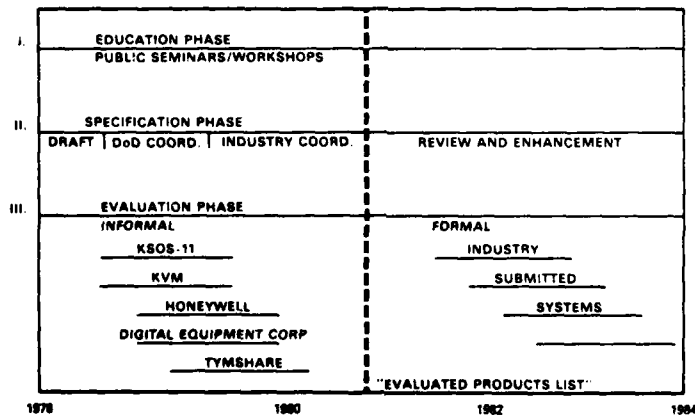 I. EDUCATION PHASE
PUBLIC SEMINARS/WORKSHOPS
II. SPECIFICATION PHASE
DRAFT DoD COORD. INDUSTRY COORD. REVIEW AND ENHANCEMENT
III. EVALUATION PHASE
INFORMAL FORMAL
KSOS-11 INDUSTRY
KVM SUBMITTED
HONEYWELL SYSTEMS
DIGITAL EQUIPMENT CORP
TYMSHARE
"EVALUATED PRODUCTS LIST"
1978 1980 1982 1984